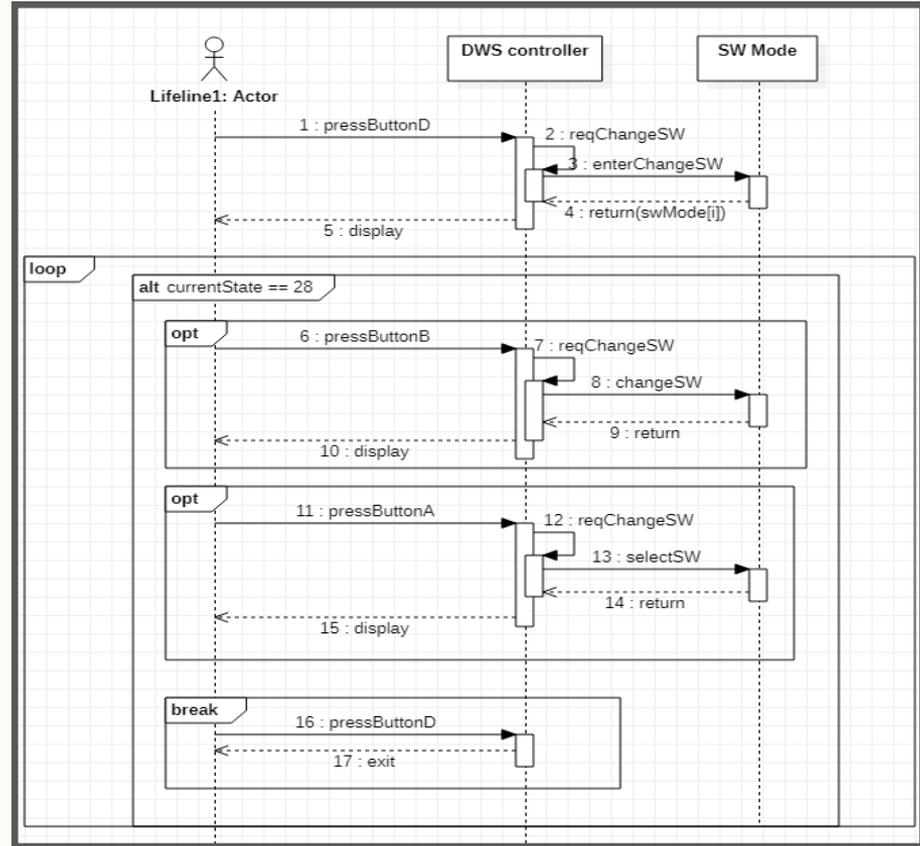 DWS controller
SW Mode
Lifeline1: Actor
1 : pressButtonD
2 : reqChangeSW
3 : enterChangeSW
4 : return(swMode[i])
5 : display
loop
alt currentState == 28
opt
6 : pressButtonB
7 : reqChangeSW
8 : changeSW
9 : return
10 : display
opt
11 : pressButtonA
12 : reqChangeSW
13 : selectSW
14 : return
15 : display
break
16 : pressButtonD
17 : exit